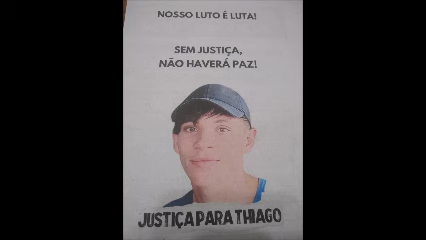 NOSSO LUTO É LUTA!
SEM JUSTIÇA,
NÃO HAVERÁ PAZ!
JUSTIÇA PARA THIAGO